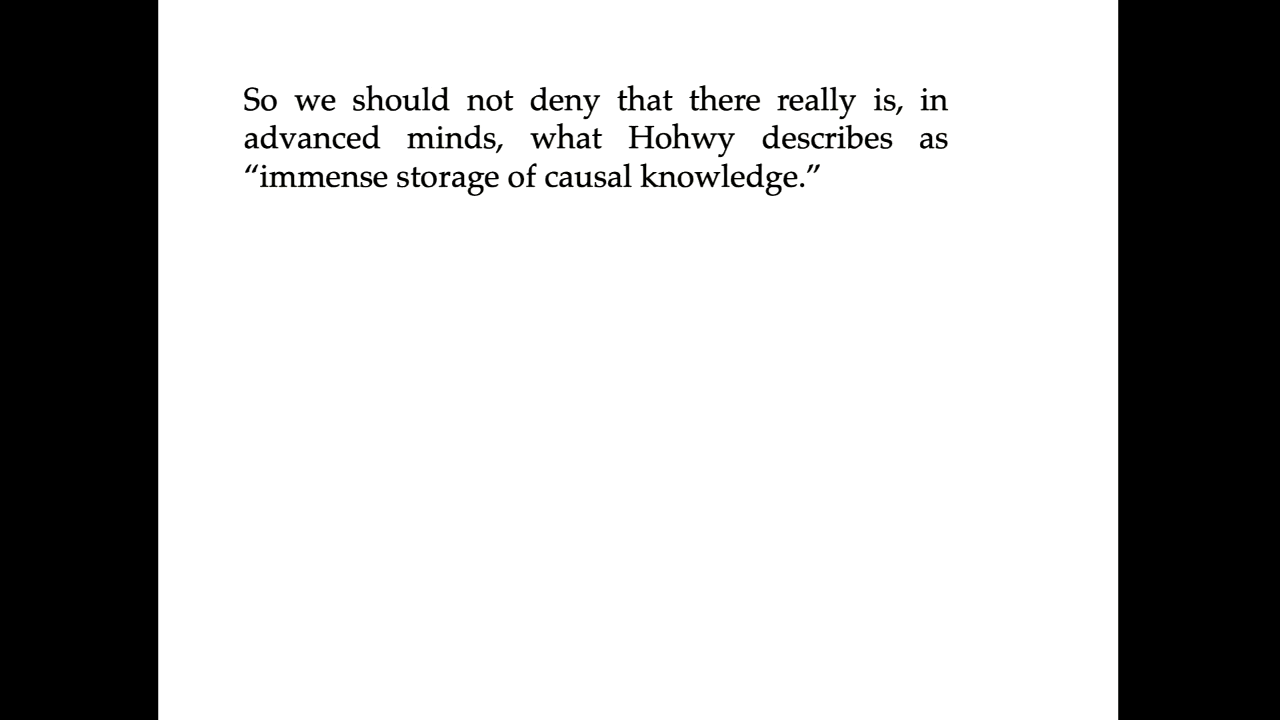 So we should not deny that there really is, in
advanced minds, what Hohwy describes as
“immense storage of causal knowledge.”